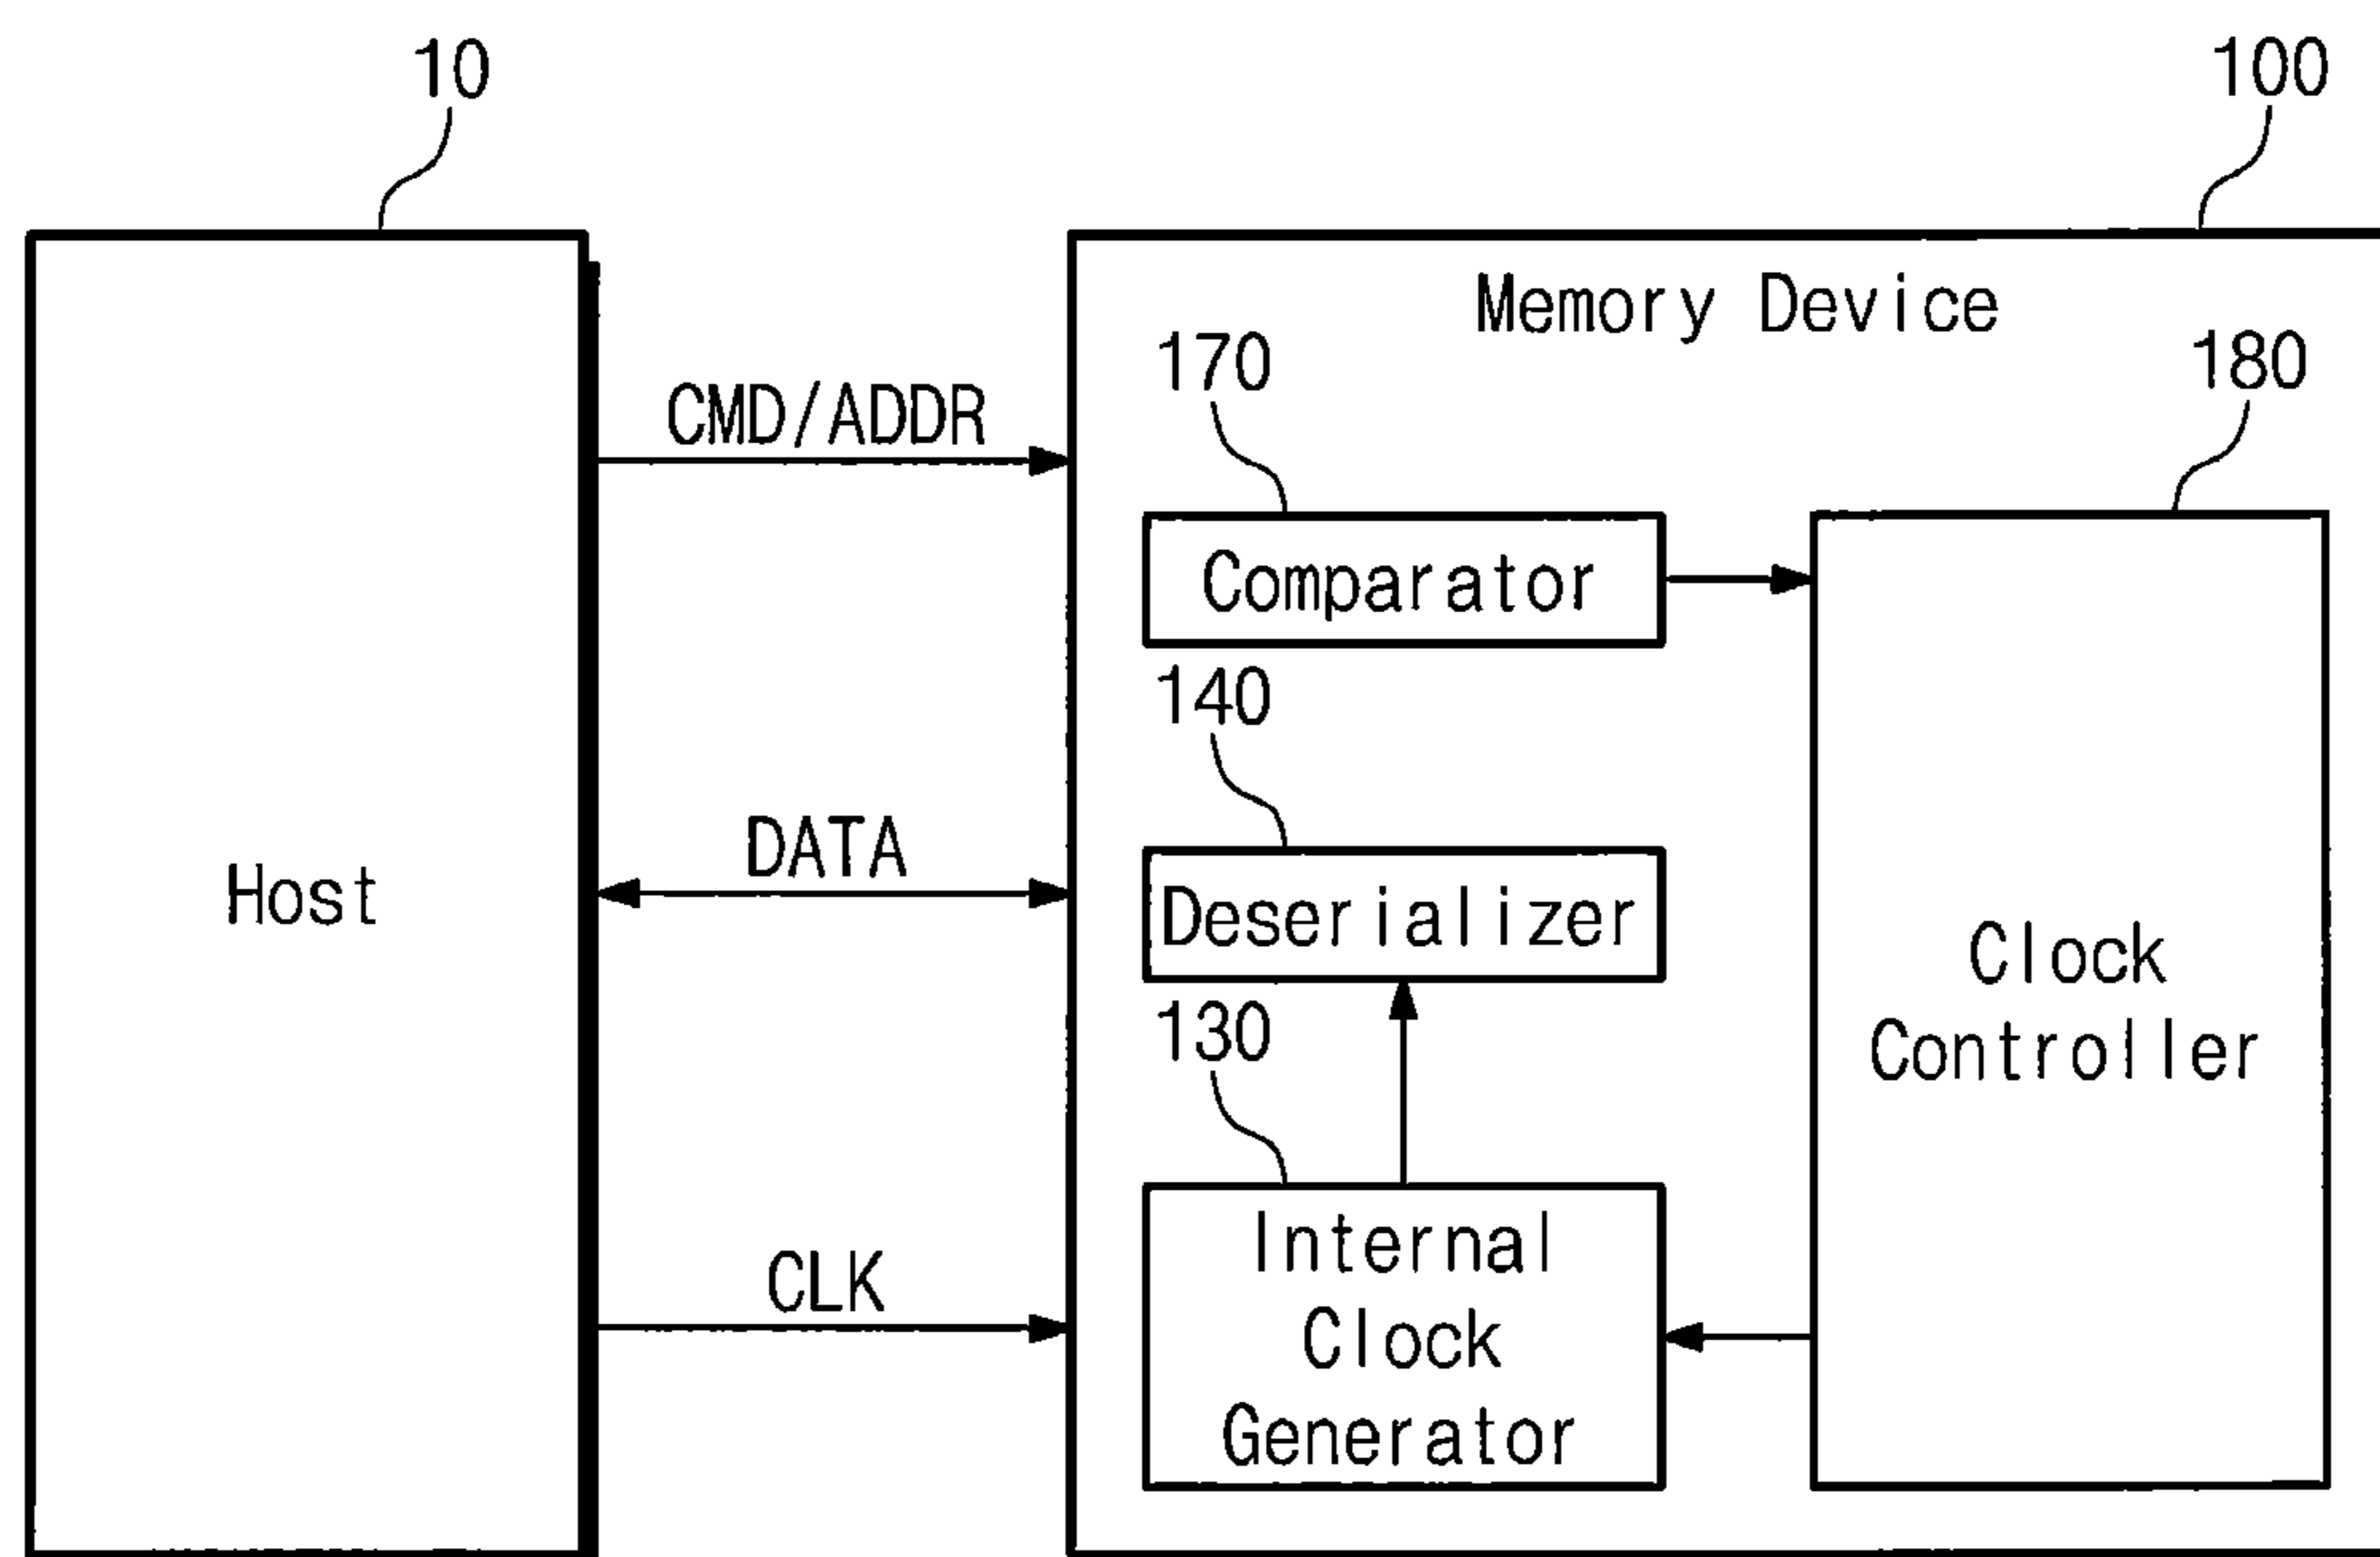 10
100
Memory Device
170
180
CMD/ADDR
Comparator
140
DATA
Host
Deserializer
Clock
Controller
130
Internal
Clock
Generator
CLK